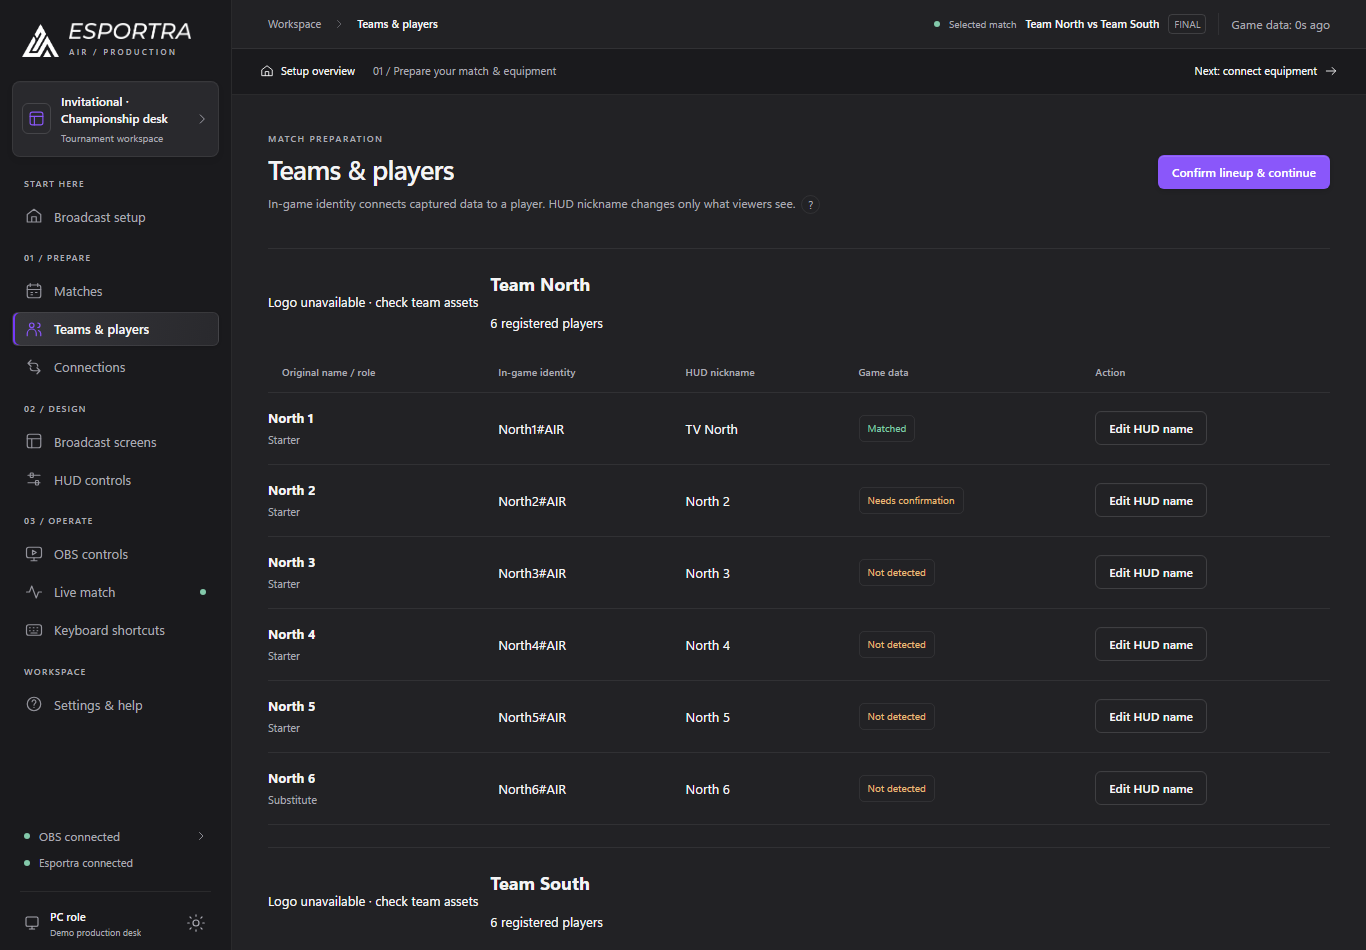 ESPORTRA
AIR / PRODUCTION
Invitational ·
Championship desk
Tournament workspace
START HERE
Broadcast setup
01 / PREPARE
Matches
Teams & players
Connections
02 / DESIGN
Broadcast screens
HUD controls
03 / OPERATE
OBS controls
Live match
Keyboard shortcuts
WORKSPACE
Settings & help
OBS connected
Esportra connected
PC role
Demo production desk
Workspace > Teams & players
Selected match Team North vs Team South FINAL Game data: 0s ago
Setup overview 01 / Prepare your match & equipment Next: connect equipment →
MATCH PREPARATION
Teams & players
Confirm lineup & continue
In-game identity connects captured data to a player. HUD nickname changes only what viewers see. ?
Logo unavailable · check team assets
Team North
6 registered players
Original name / role In-game identity HUD nickname Game data Action
North 1
Starter
North1#AIR TV North Matched Edit HUD name
North 2
Starter
North2#AIR North 2 Needs confirmation Edit HUD name
North 3
Starter
North3#AIR North 3 Not detected Edit HUD name
North 4
Starter
North4#AIR North 4 Not detected Edit HUD name
North 5
Starter
North5#AIR North 5 Not detected Edit HUD name
North 6
Substitute
North6#AIR North 6 Not detected Edit HUD name
Logo unavailable · check team assets
Team South
6 registered players